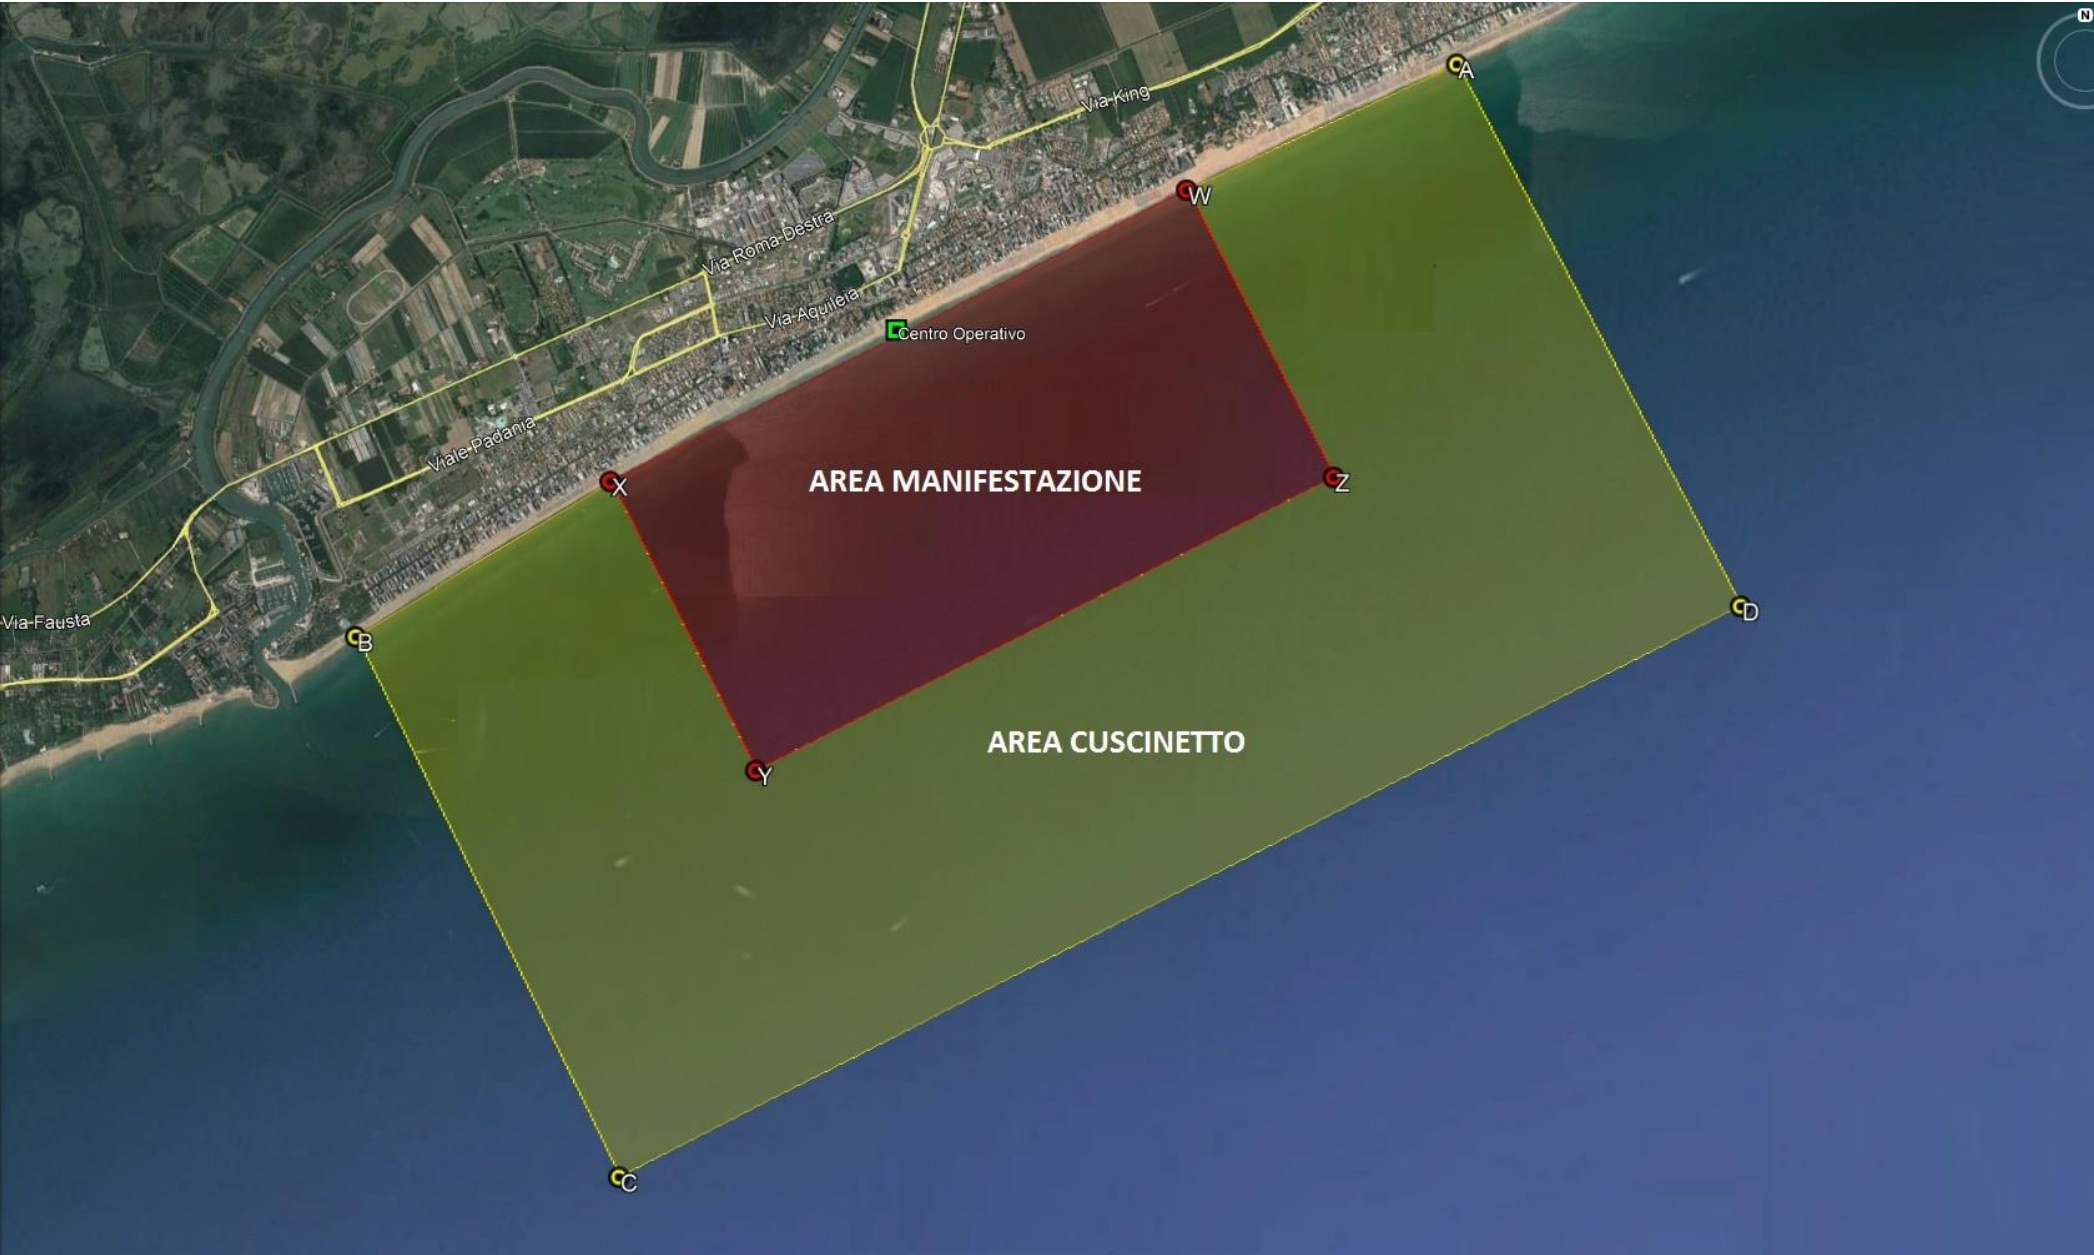 N
A
Via King
W
Via Roma Destra
Via Aquileia
Centro Operativo
Viale Padania
X
AREA MANIFESTAZIONE
Z
D
Via Fausta
B
AREA CUSCINETTO
Y
C